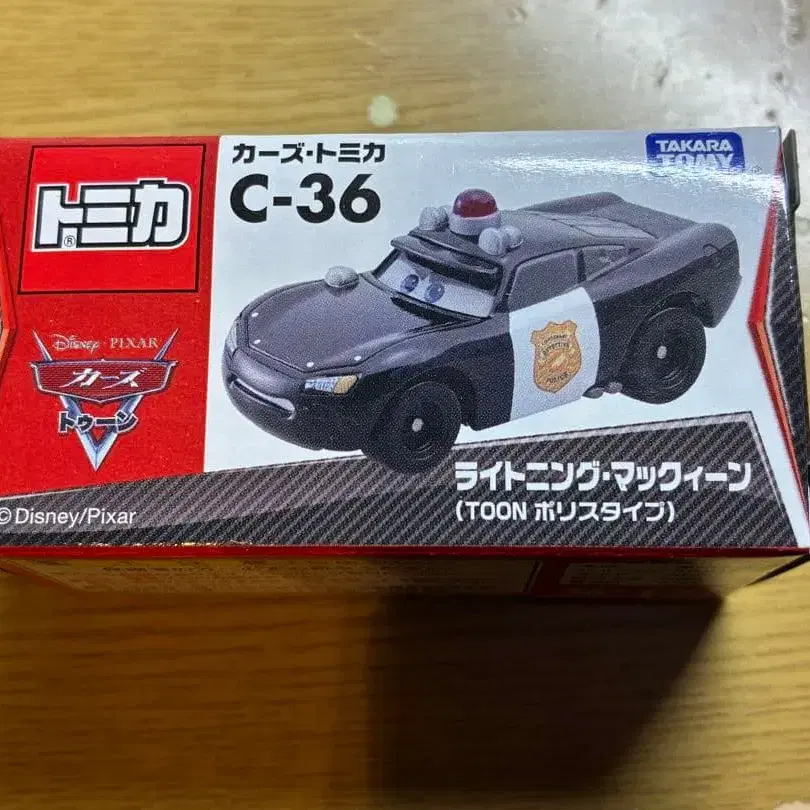 カーズ・トミカ
C-36
TAKARA
TOMY
トミカ
®
Disney · PIXAR
カーズ
トゥーン
ライトニング・マックィーン
(TOON ポリスタイプ)
©Disney/Pixar